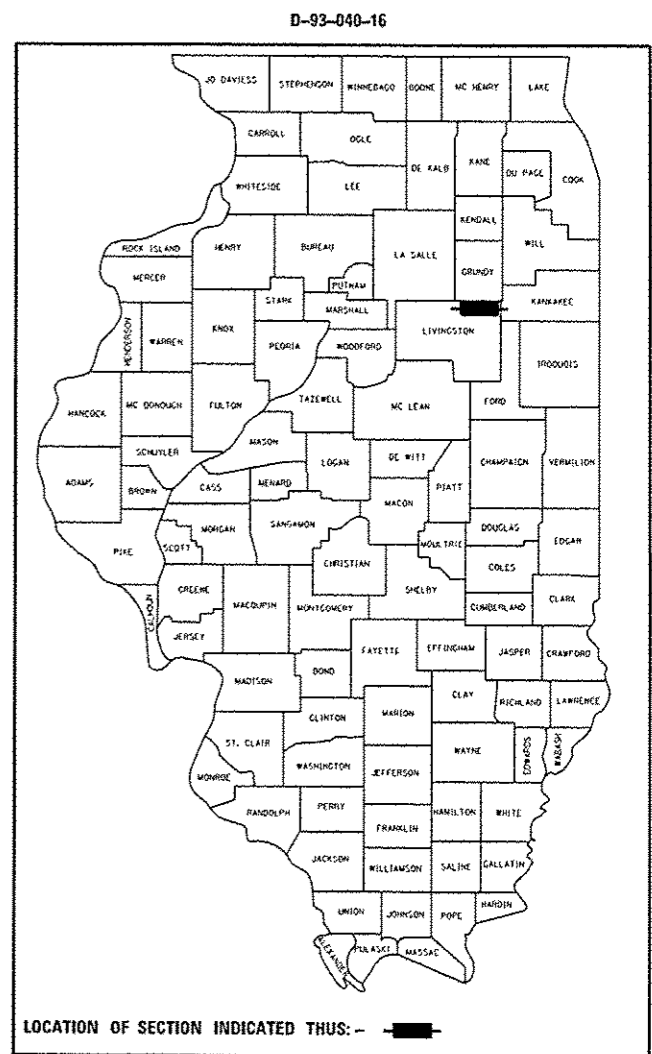 D-93-040-16
JO DAVIESS STEPHENSON WINNEBAGO BOONE MC HENRY LAKE
CARROLL OGLE DE KALB KANE DU PAGE COOK
WHITESIDE LEE
KENDALL WILL
ROCK ISLAND HENRY BUREAU LA SALLE GRUNDY
MERCER PUTNAM KANKAKEE
STARK MARSHALL
HENDERSON WARREN KNOX PEORIA WOODFORD LIVINGSTON IROQUOIS
HANCOCK MC DONOUGH FULTON TAZEWELL MC LEAN FORD
MASON
SCHUYLER LOGAN DE WITT CHAMPAIGN VERMILION
ADAMS BROWN CASS MENARD MACON PIATT
MORGAN SANGAMON DOUGLAS EDGAR
PIKE SCOTT CHRISTIAN MOULTRIE COLES
GREENE MACOUPIN MONTGOMERY SHELBY CUMBERLAND CLARK
CALHOUN JERSEY
FAYETTE EFFINGHAM JASPER CRAWFORD
MADISON BOND
CLAY RICHLAND LAWRENCE
CLINTON MARION
ST. CLAIR WAYNE EDWARDS WABASH
MONROE WASHINGTON JEFFERSON
RANDOLPH PERRY HAMILTON WHITE
FRANKLIN
JACKSON WILLIAMSON SALINE GALLATIN
UNION JOHNSON POPE HARDIN
ALEXANDER PULASKI MASSAC
LOCATION OF SECTION INDICATED THUS: -